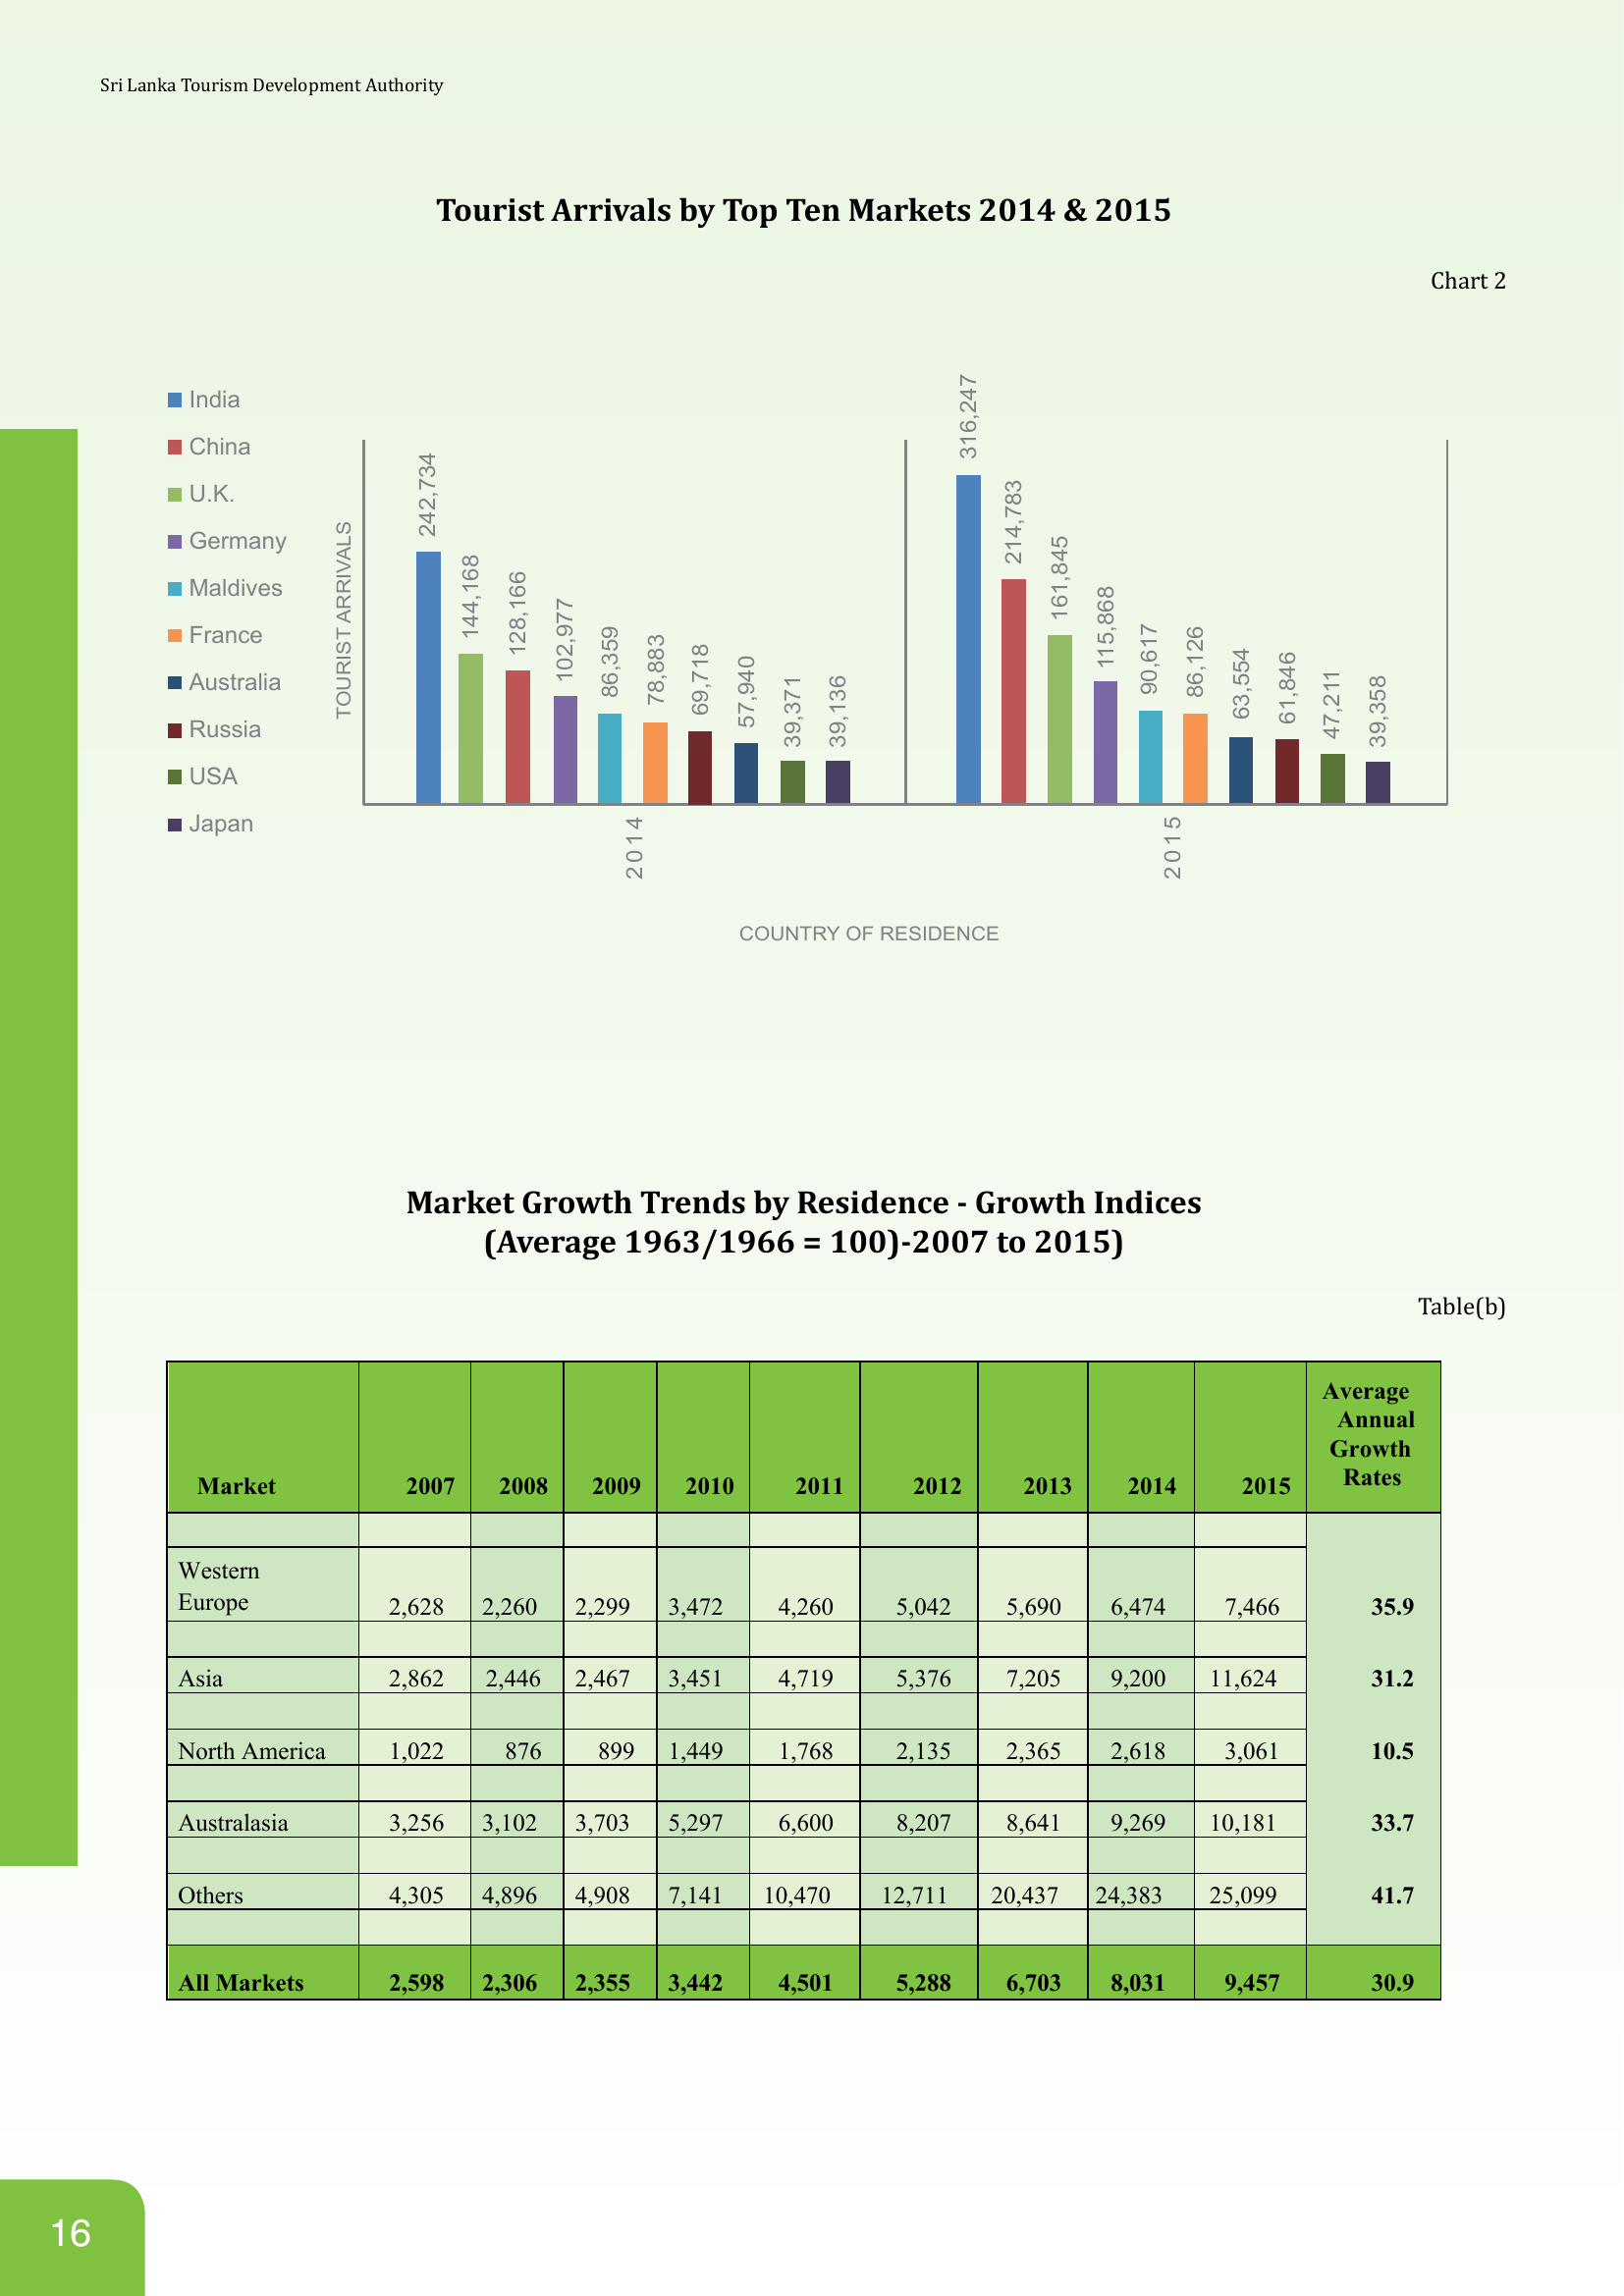 Sri Lanka Tourism Development Authority
Tourist Arrivals by Top Ten Markets 2014 & 2015
Chart 2
India
China
U.K.
Germany
Maldives
France
Australia
Russia
USA
Japan
TOURIST ARRIVALS
242,734
144,168
128,166
102,977
86,359
78,883
69,718
57,940
39,371
39,136
316,247
214,783
161,845
115,868
90,617
86,126
63,554
61,846
47,211
39,358
2014
2015
COUNTRY OF RESIDENCE
Market Growth Trends by Residence - Growth Indices
(Average 1963/1966 = 100)-2007 to 2015)
Table(b)
Market 2007 2008 2009 2010 2011 2012 2013 2014 2015 Average
Annual
Growth
Rates
Western
Europe 2,628 2,260 2,299 3,472 4,260 5,042 5,690 6,474 7,466 35.9
Asia 2,862 2,446 2,467 3,451 4,719 5,376 7,205 9,200 11,624 31.2
North America 1,022 876 899 1,449 1,768 2,135 2,365 2,618 3,061 10.5
Australasia 3,256 3,102 3,703 5,297 6,600 8,207 8,641 9,269 10,181 33.7
Others 4,305 4,896 4,908 7,141 10,470 12,711 20,437 24,383 25,099 41.7
All Markets 2,598 2,306 2,355 3,442 4,501 5,288 6,703 8,031 9,457 30.9
16